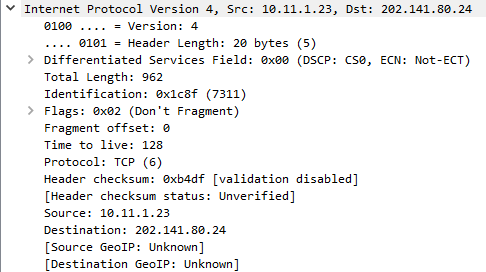 Internet Protocol Version 4, Src: 10.11.1.23, Dst: 202.141.80.24
0100 .... = Version: 4
.... 0101 = Header Length: 20 bytes (5)
Differentiated Services Field: 0x00 (DSCP: CS0, ECN: Not-ECT)
Total Length: 962
Identification: 0x1c8f (7311)
Flags: 0x02 (Don't Fragment)
Fragment offset: 0
Time to live: 128
Protocol: TCP (6)
Header checksum: 0xb4df [validation disabled]
[Header checksum status: Unverified]
Source: 10.11.1.23
Destination: 202.141.80.24
[Source GeoIP: Unknown]
[Destination GeoIP: Unknown]